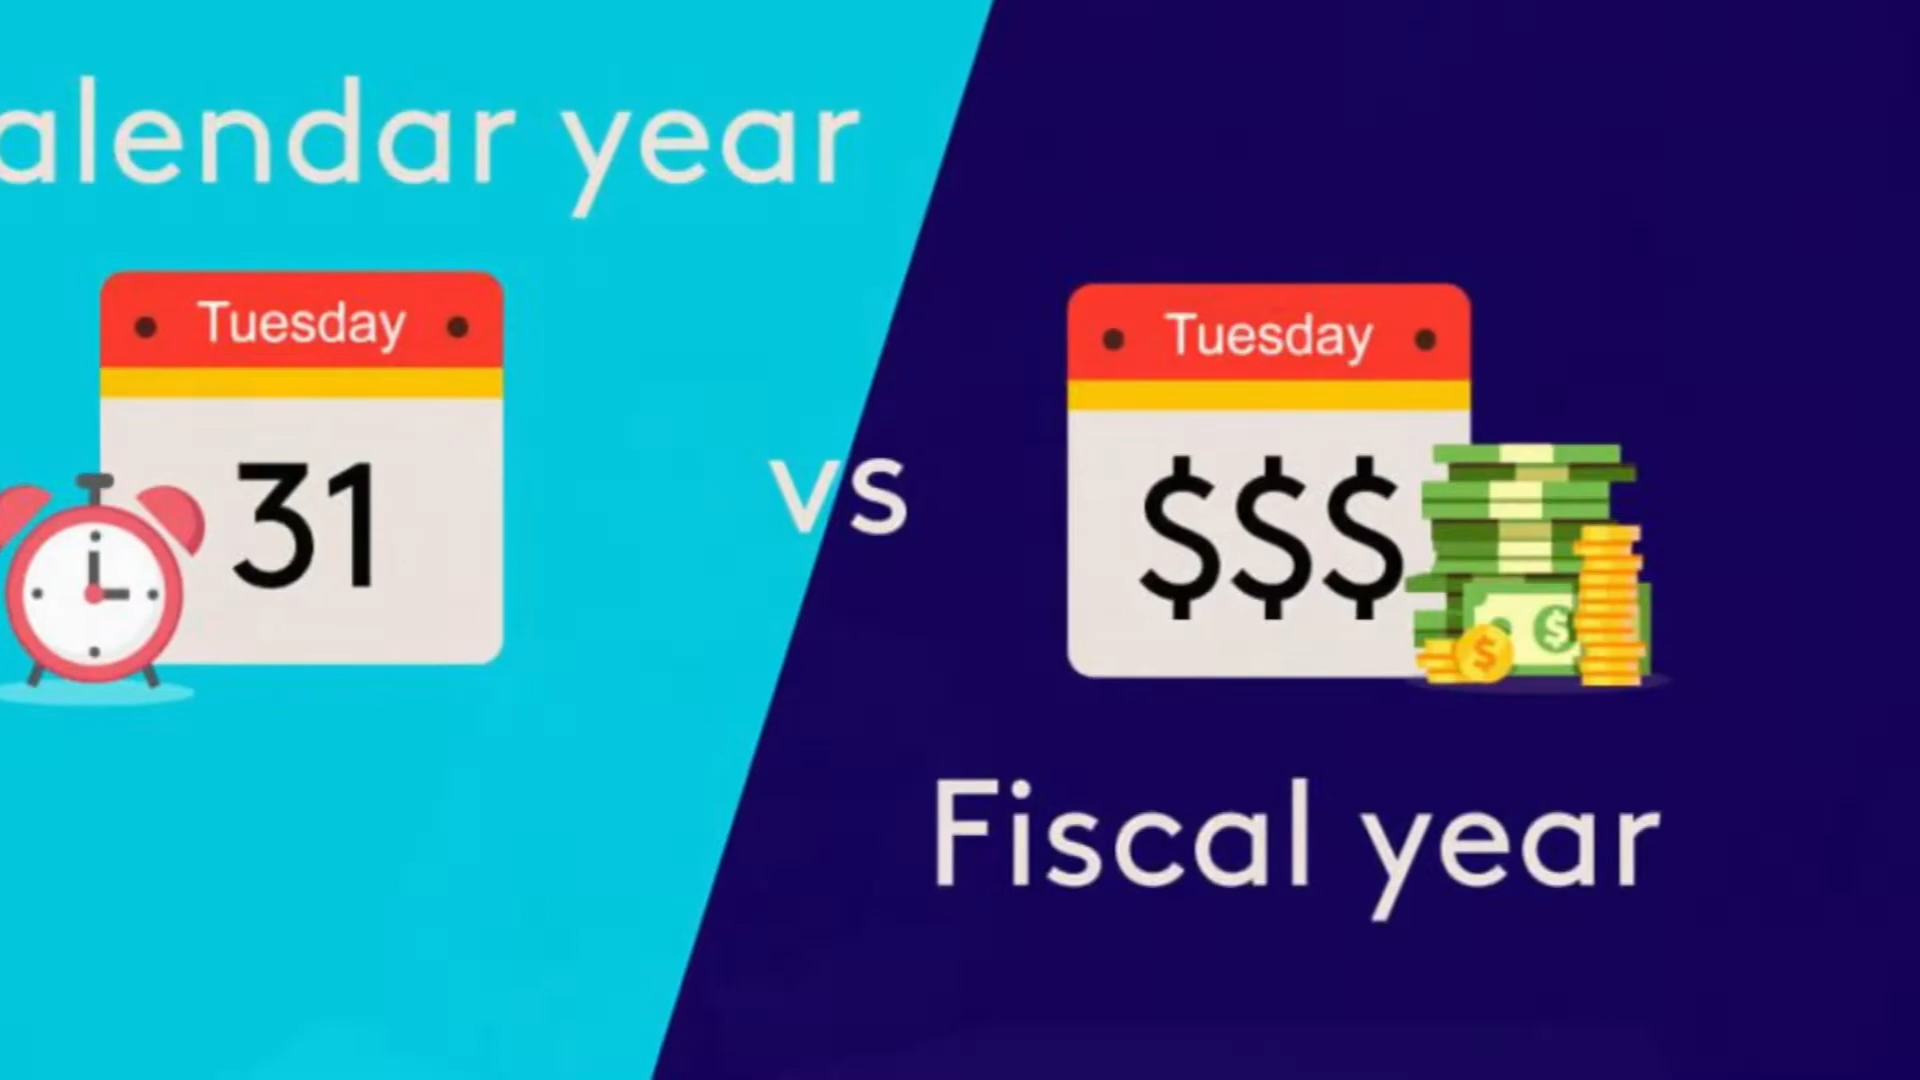 alendar year
Tuesday
31
vs
Tuesday
$$$
Fiscal year